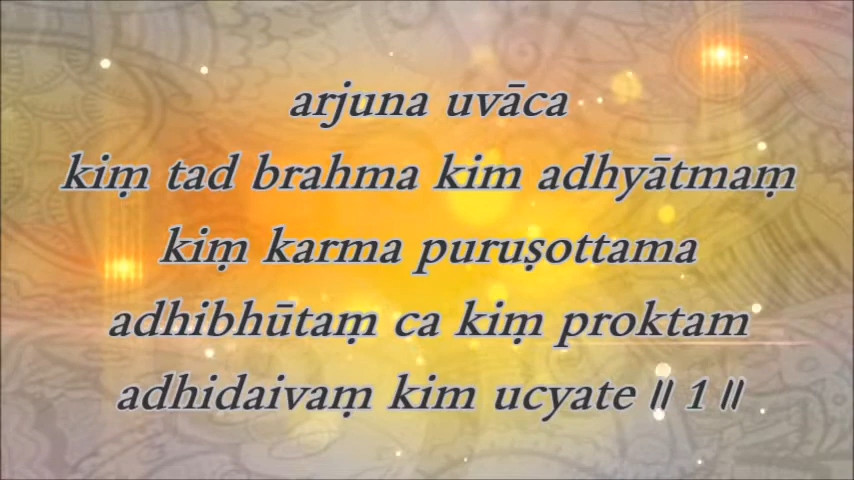 arjuna uvāca
kiṃ tad brahma kim adhyātmaṃ
kiṃ karma puruṣottama
adhibhūtaṃ ca kiṃ proktam
adhidaivaṃ kim ucyate ॥ 1 ॥